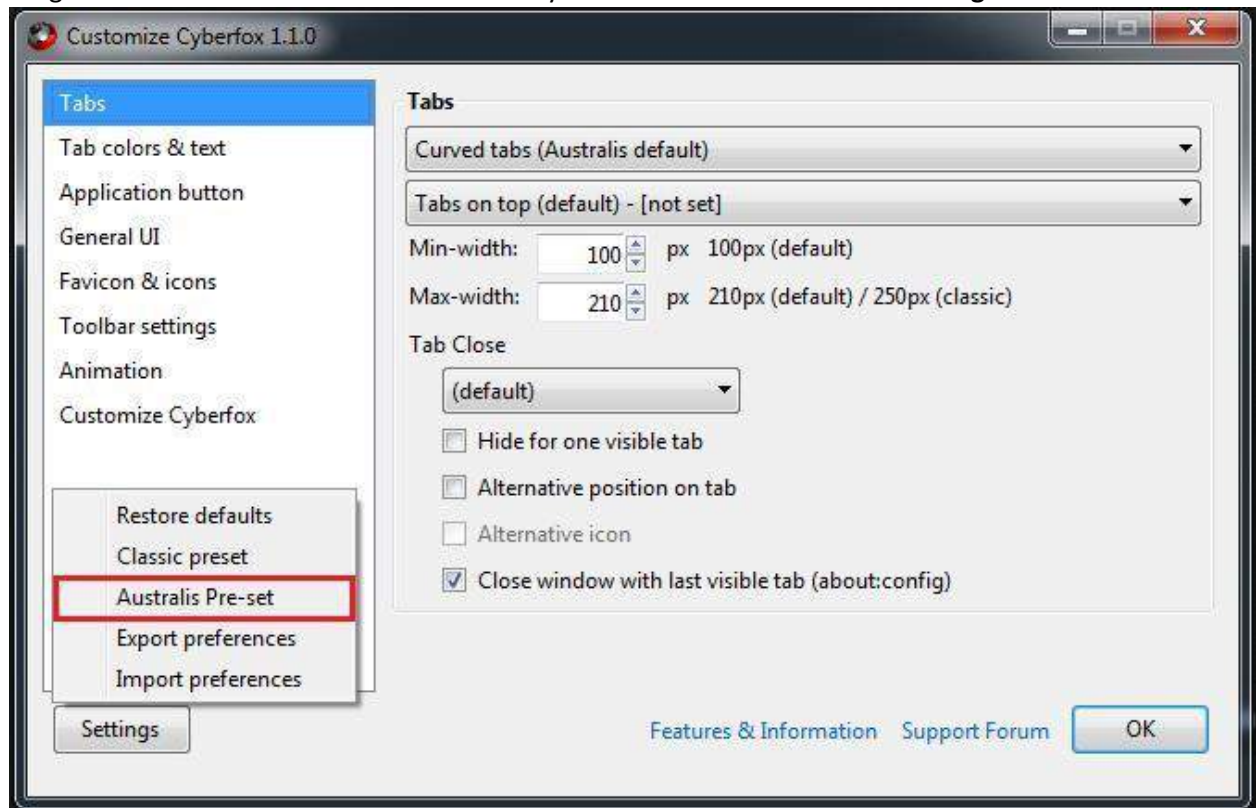 Customize Cyberfox 1.1.0
Tabs
Tab colors & text
Application button
General UI
Favicon & icons
Toolbar settings
Animation
Customize Cyberfox
Restore defaults
Classic preset
Australis Pre-set
Export preferences
Import preferences
Settings
Tabs
Curved tabs (Australis default)
Tabs on top (default) - [not set]
Min-width: 100 px 100px (default)
Max-width: 210 px 210px (default) / 250px (classic)
Tab Close
(default)
Hide for one visible tab
Alternative position on tab
Alternative icon
Close window with last visible tab (about:config)
Features & Information Support Forum OK